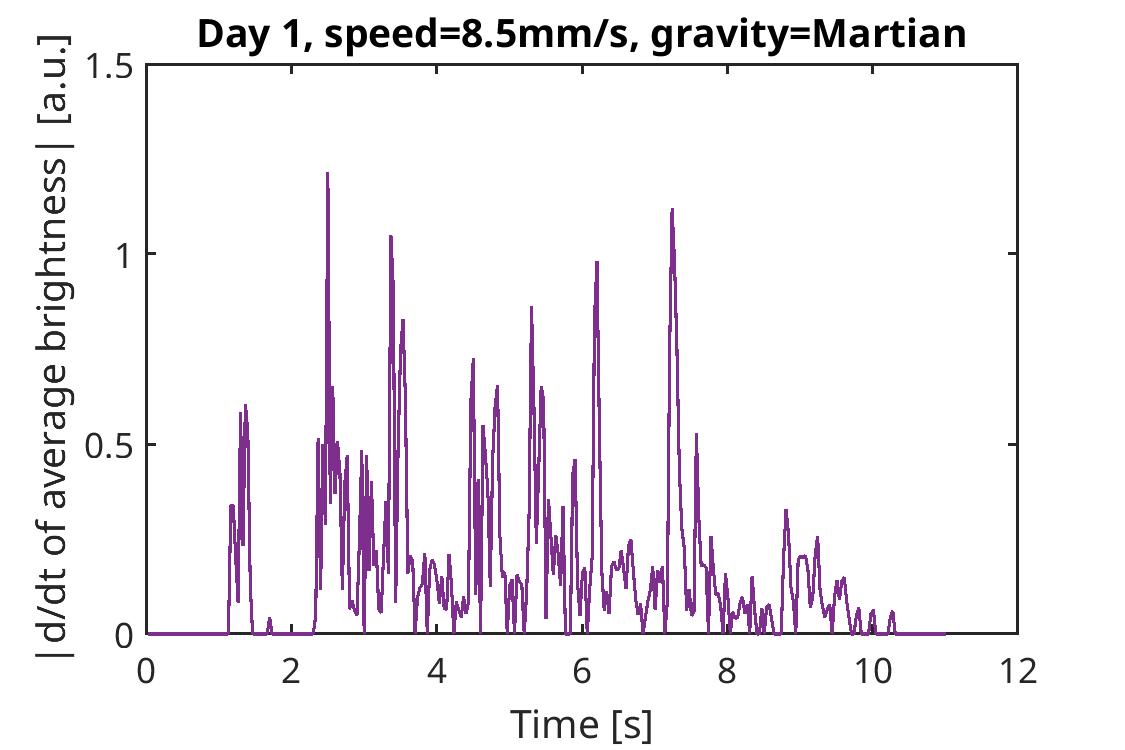 Day 1, speed=8.5mm/s, gravity=Martian
|d/dt of average brightness| [a.u.]
1.5
1
0.5
0
0 2 4 6 8 10 12
Time [s]